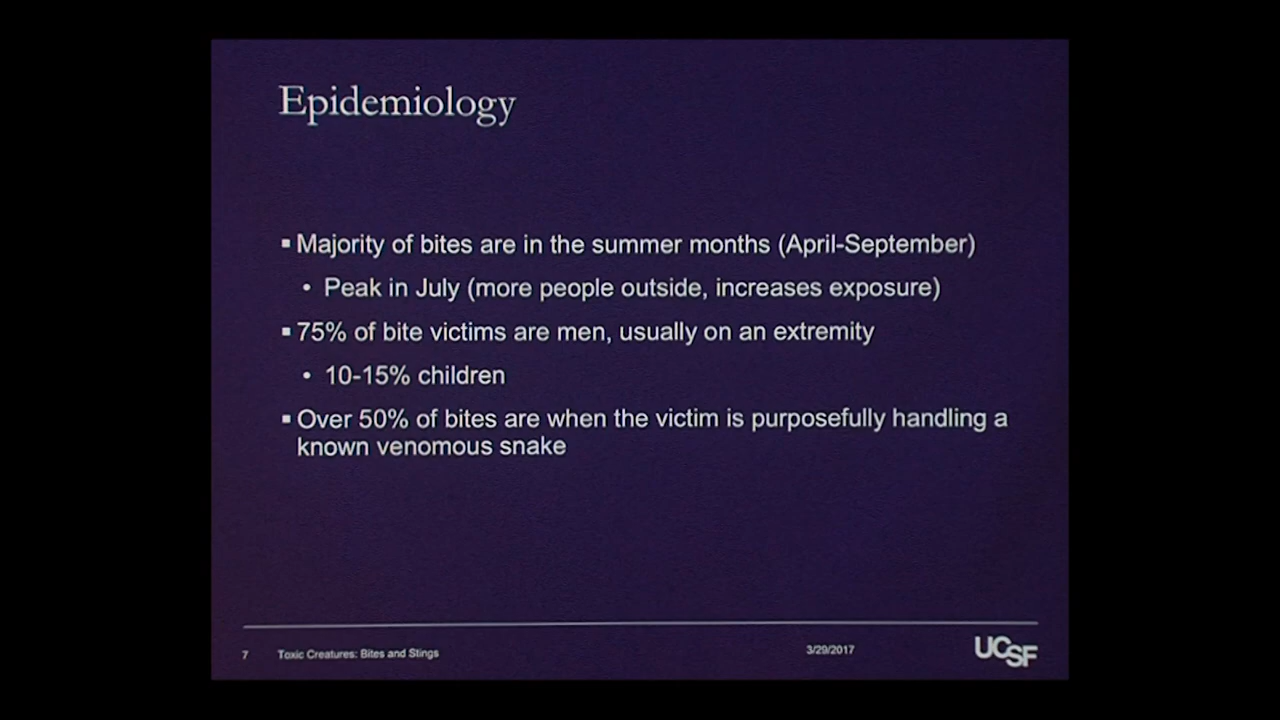 Epidemiology
▪ Majority of bites are in the summer months (April-September)
• Peak in July (more people outside, increases exposure)
▪ 75% of bite victims are men, usually on an extremity
• 10-15% children
▪ Over 50% of bites are when the victim is purposefully handling a
known venomous snake
7 Toxic Creatures: Bites and Stings 3/29/2017 UCSF